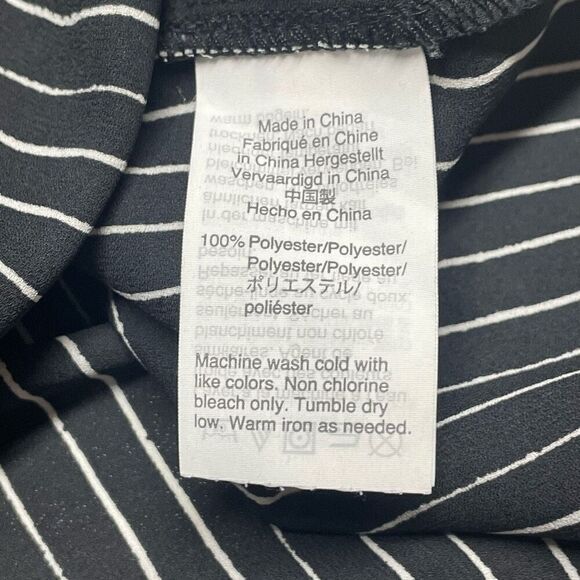 Made in China
Fabriqué en Chine
in China Hergestellt
Vervaardigd in China
中国製
Hecho en China
100% Polyester/Polyester/
Polyester/Polyester/
ポリエステル/
poliéster
Machine wash cold with
like colors. Non chlorine
bleach only. Tumble dry
low. Warm iron as needed.